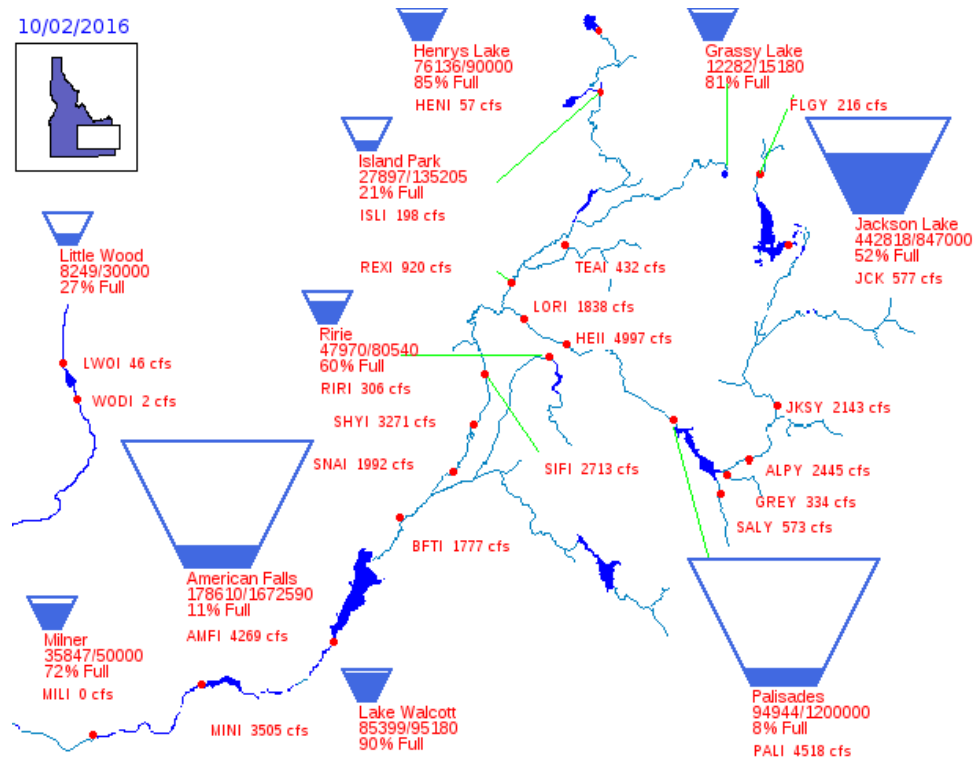 10/02/2016
Henrys Lake
76136/90000
85% Full
HENI 57 cfs
Grassy Lake
12282/15180
81% Full
FLGY 216 cfs
Island Park
27897/135205
21% Full
ISLI 198 cfs
Jackson Lake
442818/847000
52% Full
JCK 577 cfs
Little Wood
8249/30000
27% Full
REXI 920 cfs
TEAI 432 cfs
LORI 1838 cfs
Ririe
47970/80540
60% Full
RIRI 306 cfs
HEII 4997 cfs
LWOI 46 cfs
WODI 2 cfs
SHYI 3271 cfs
JKSY 2143 cfs
SNAI 1992 cfs
SIFI 2713 cfs
ALPY 2445 cfs
GREY 334 cfs
SALY 573 cfs
BFTI 1777 cfs
American Falls
178610/1672590
11% Full
AMFI 4269 cfs
Milner
35847/50000
72% Full
MILI 0 cfs
MINI 3505 cfs
Lake Walcott
85399/95180
90% Full
Palisades
94944/1200000
8% Full
PALI 4518 cfs